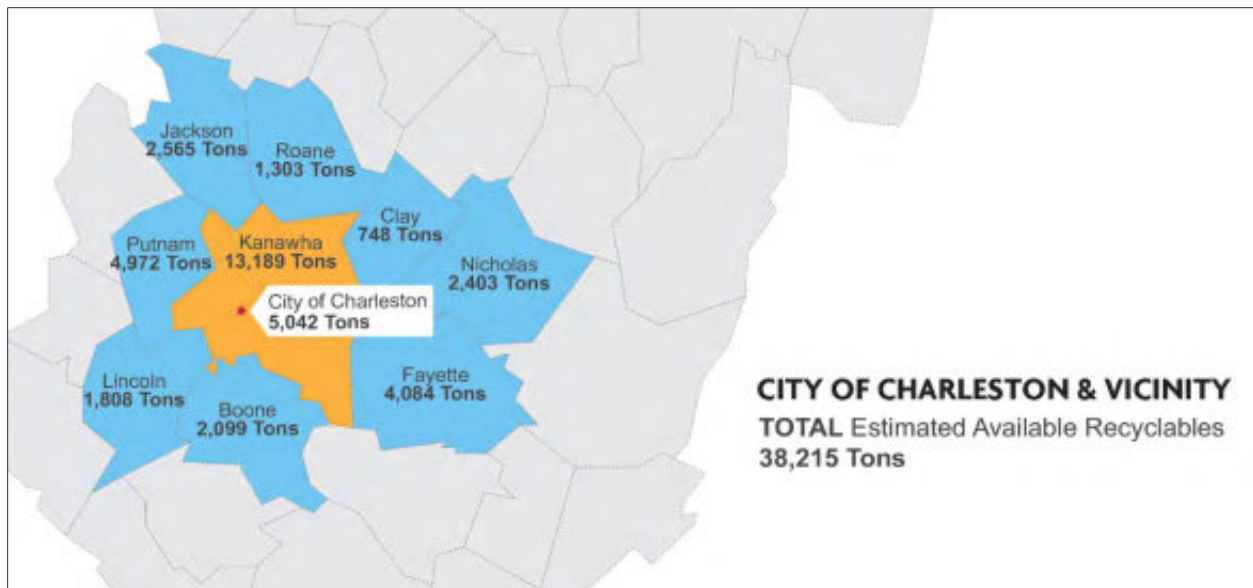 Jackson
2,565 Tons
Roane
1,303 Tons
Clay
748 Tons
Putnam
4,972 Tons
Kanawha
13,189 Tons
Nicholas
2,403 Tons
City of Charleston
5,042 Tons
Lincoln
1,808 Tons
Boone
2,099 Tons
Fayette
4,084 Tons
CITY OF CHARLESTON & VICINITY
TOTAL Estimated Available Recyclables
38,215 Tons